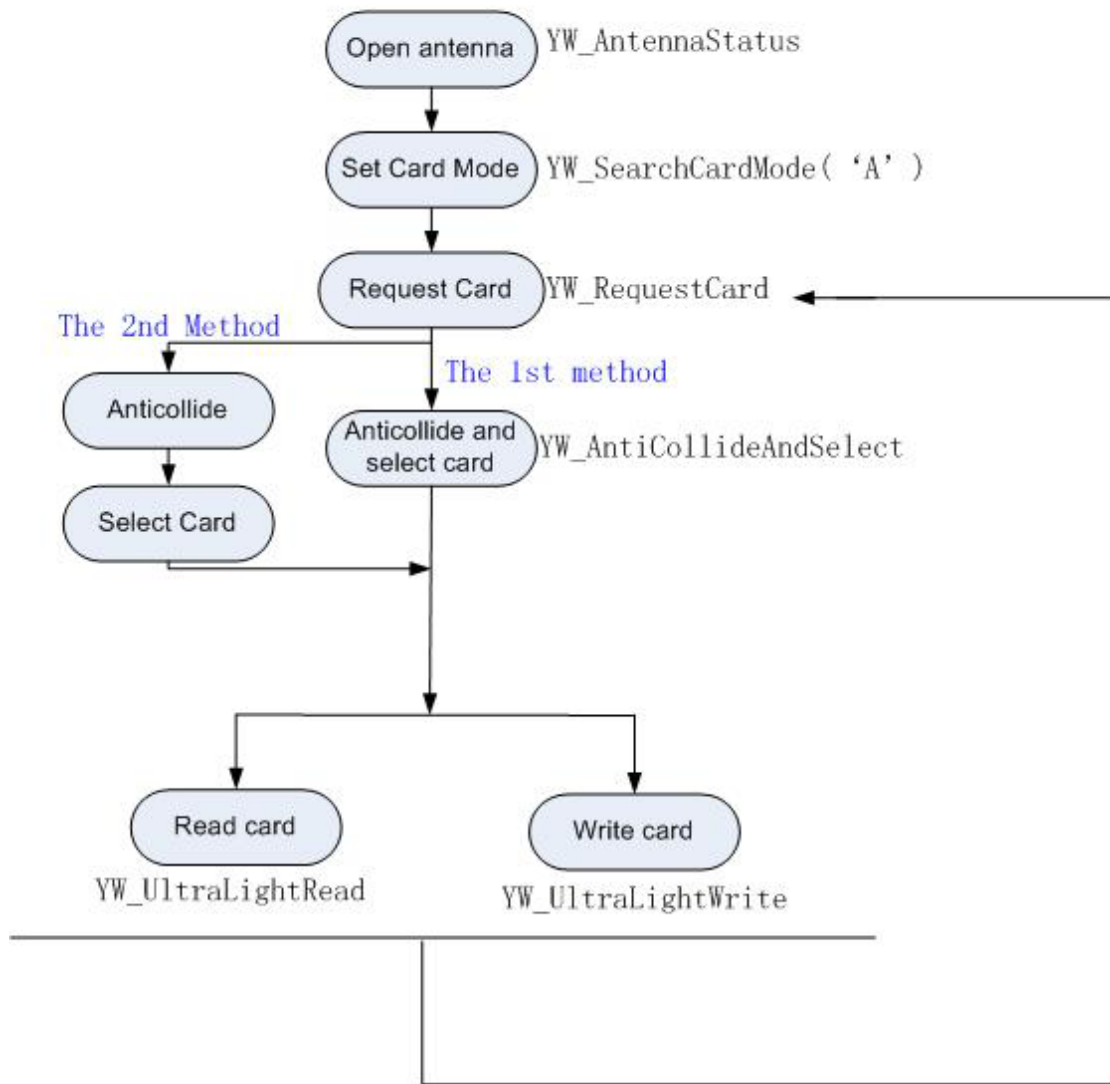 Open antenna
YW_AntennaStatus
Set Card Mode
YW_SearchCardMode( ‘A’ )
Request Card
YW_RequestCard
The 2nd Method
The 1st method
Anticollide
Anticollide and
select card
YW_AntiCollideAndSelect
Select Card
Read card
Write card
YW_UltraLightRead
YW_UltraLightWrite